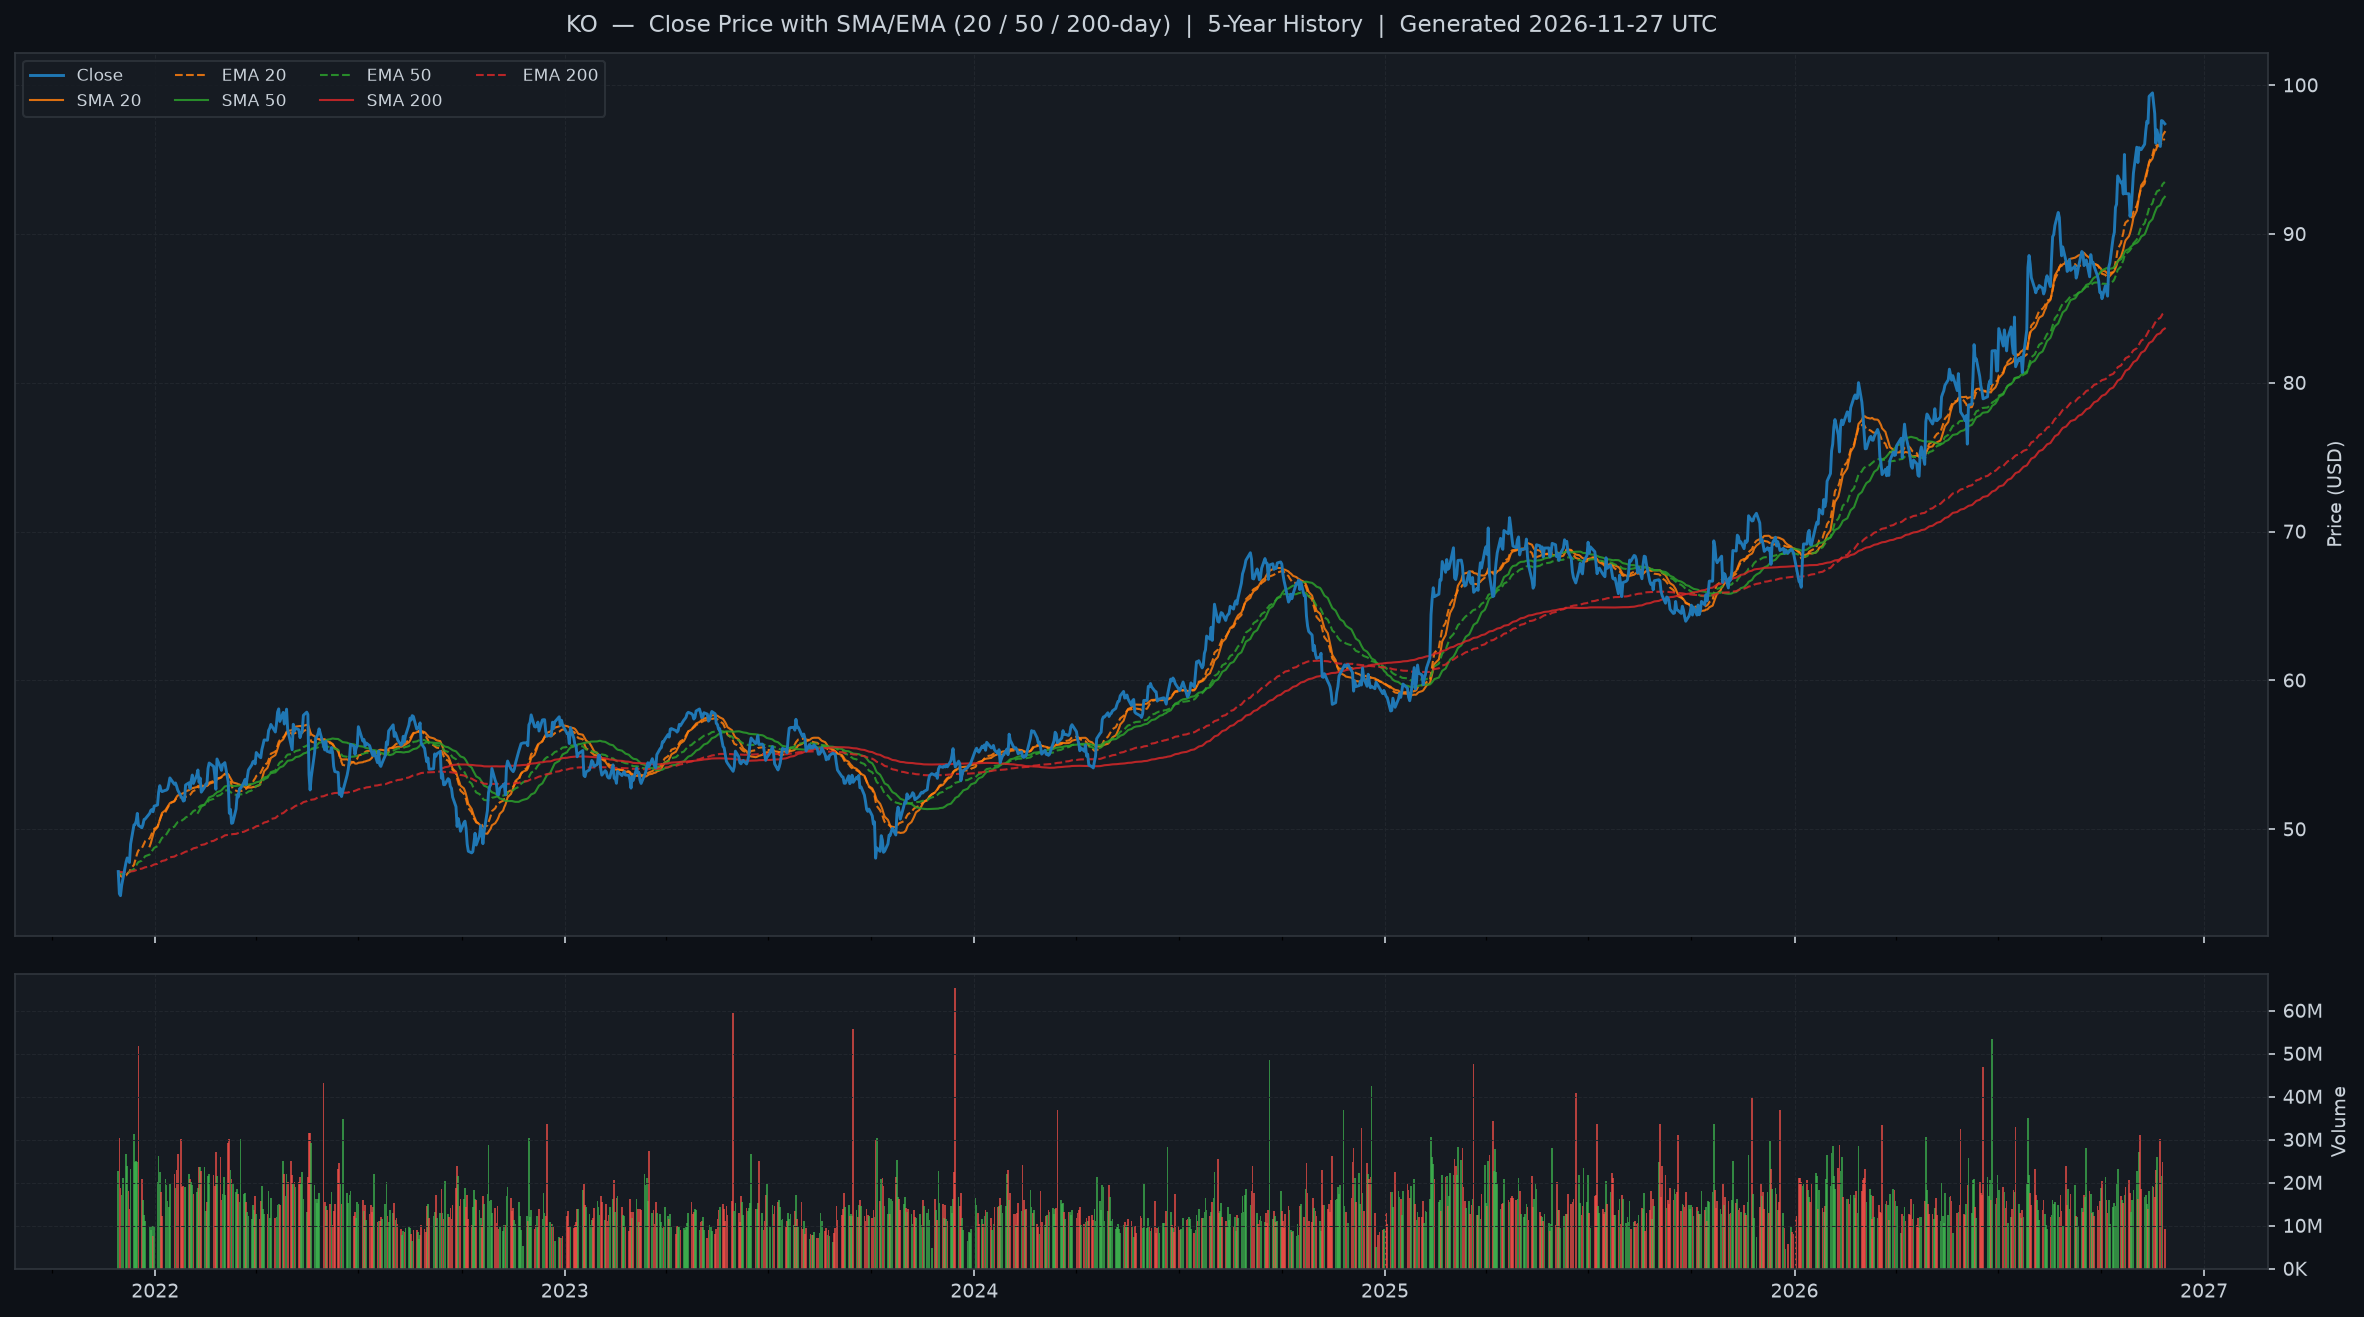 KO — Close Price with SMA/EMA (20 / 50 / 200-day) | 5-Year History | Generated 2026-11-27 UTC
Close EMA 20 EMA 50 EMA 200
SMA 20 SMA 50 SMA 200
100
90
80
70
60
50
Price (USD)
60M
50M
40M
30M
20M
10M
0K
Volume
2022 2023 2024 2025 2026 2027